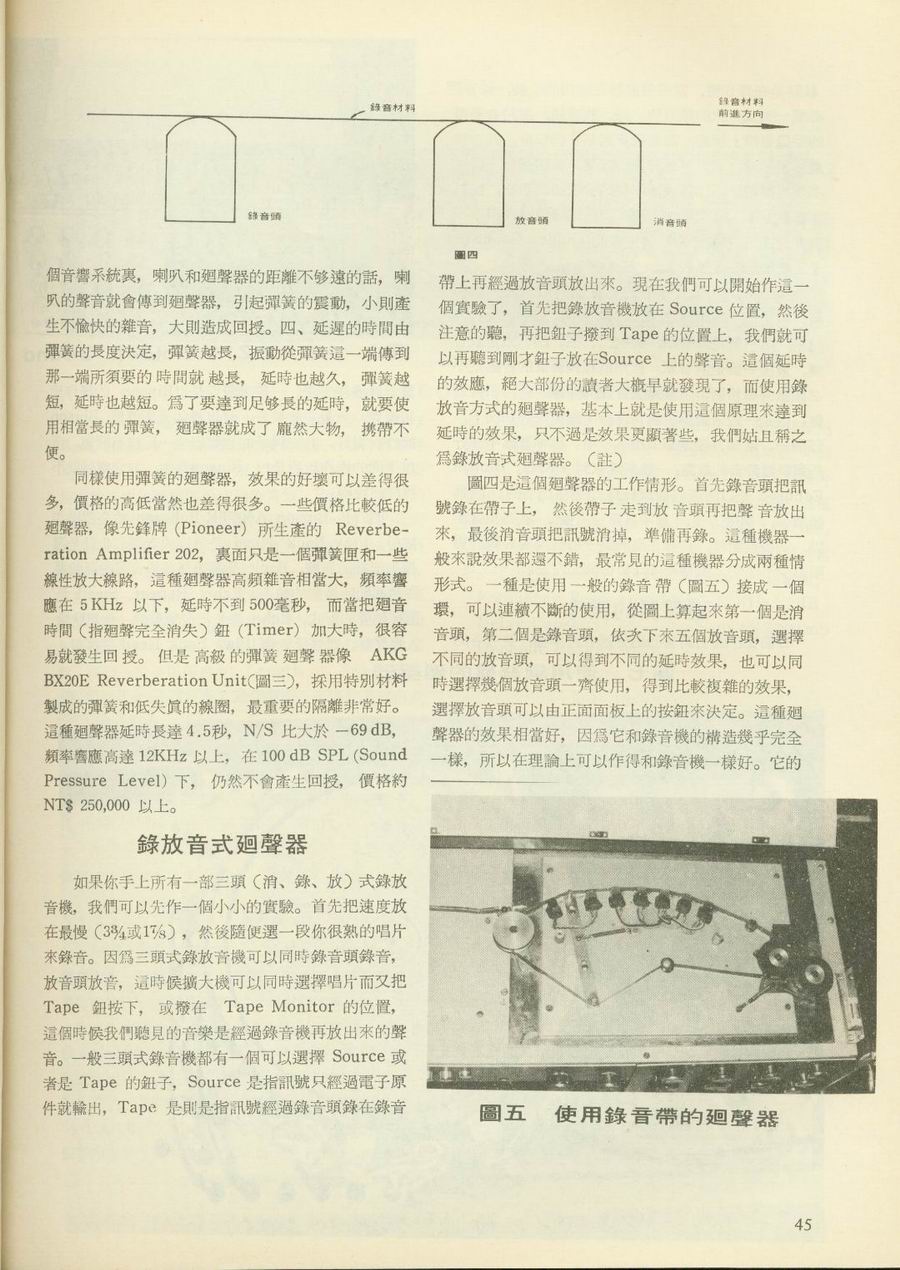 錄音材料
錄音材料
前進方向
錄音頭
放音頭
消音頭
圖四
個音響系統裏，喇叭和廻聲器的距離不够遠的話，喇
叭的聲音就會傳到廻聲器，引起彈簧的震動，小則產
生不愉快的雜音，大則造成回授。四、延遲的時間由
彈簧的長度決定，彈簧越長，振動從彈簧這一端傳到
那一端所須要的時間就越長，延時也越久，彈簧越
短，延時也越短。爲了要達到足够長的延時，就要使
用相當長的彈簧，廻聲器就成了龐然大物，携帶不
便。
同樣使用彈簧的廻聲器，效果的好壞可以差得很
多，價格的高低當然也差得很多。一些價格比較低的
廻聲器，像先鋒牌 (Pioneer) 所生產的 Reverbe-
ration Amplifier 202，裏面只是一個彈簧匣和一些
線性放大線路，這種廻聲器高頻雜音相當大，頻率響
應在 5 KHz 以下，延時不到 500毫秒，而當把廻音
時間（指廻聲完全消失）鈕 (Timer) 加大時，很容
易就發生回授。但是高級的彈簧廻聲器像 AKG
BX20E Reverberation Unit(圖三)，採用特別材料
製成的彈簧和低失眞的線圈，最重要的隔離非常好。
這種廻聲器延時長達 4.5秒，N/S 比大於 −69 dB，
頻率響應高達 12KHz 以上，在 100 dB SPL (Sound
Pressure Level) 下，仍然不會產生回授，價格約
NT$ 250,000 以上。
錄放音式廻聲器
如果你手上所有一部三頭（消、錄、放）式錄放
音機，我們可以先作一個小小的實驗。首先把速度放
在最慢（3¾或1⅞），然後隨便選一段你很熟的唱片
來錄音。因爲三頭式錄放音機可以同時錄音頭錄音，
放音頭放音，這時候擴大機可以同時選擇唱片而又把
Tape 鈕按下，或撥在 Tape Monitor 的位置，
這個時候我們聽見的音樂是經過錄音機再放出來的聲
音。一般三頭式錄音機都有一個可以選擇 Source 或
者是 Tape 的鈕子，Source 是指訊號只經過電子原
件就輸出，Tape 是則是指訊號經過錄音頭錄在錄音
帶上再經過放音頭放出來。現在我們可以開始作這一
個實驗了，首先把錄放音機放在 Source 位置，然後
注意的聽，再把鈕子撥到 Tape 的位置上，我們就可
以再聽到剛才鈕子放在Source 上的聲音。這個延時
的效應，絕大部份的讀者大概早就發現了，而使用錄
放音方式的廻聲器，基本上就是使用這個原理來達到
延時的效果，只不過是效果更顯著些，我們姑且稱之
爲錄放音式廻聲器。（註）
圖四是這個廻聲器的工作情形。首先錄音頭把訊
號錄在帶子上，然後帶子走到放音頭再把聲音放出
來，最後消音頭把訊號消掉，準備再錄。這種機器一
般來說效果都還不錯，最常見的這種機器分成兩種情
形式。一種是使用一般的錄音帶（圖五）接成一個
環，可以連續不斷的使用，從圖上算起來第一個是消
音頭，第二個是錄音頭，依次下來五個放音頭，選擇
不同的放音頭，可以得到不同的延時效果，也可以同
時選擇幾個放音頭一齊使用，得到比較複雜的效果，
選擇放音頭可以由正面面板上的按鈕來決定。這種廻
聲器的效果相當好，因爲它和錄音機的構造幾乎完全
一樣，所以在理論上可以作得和錄音機一樣好。它的
圖五　使用錄音帶的廻聲器
45